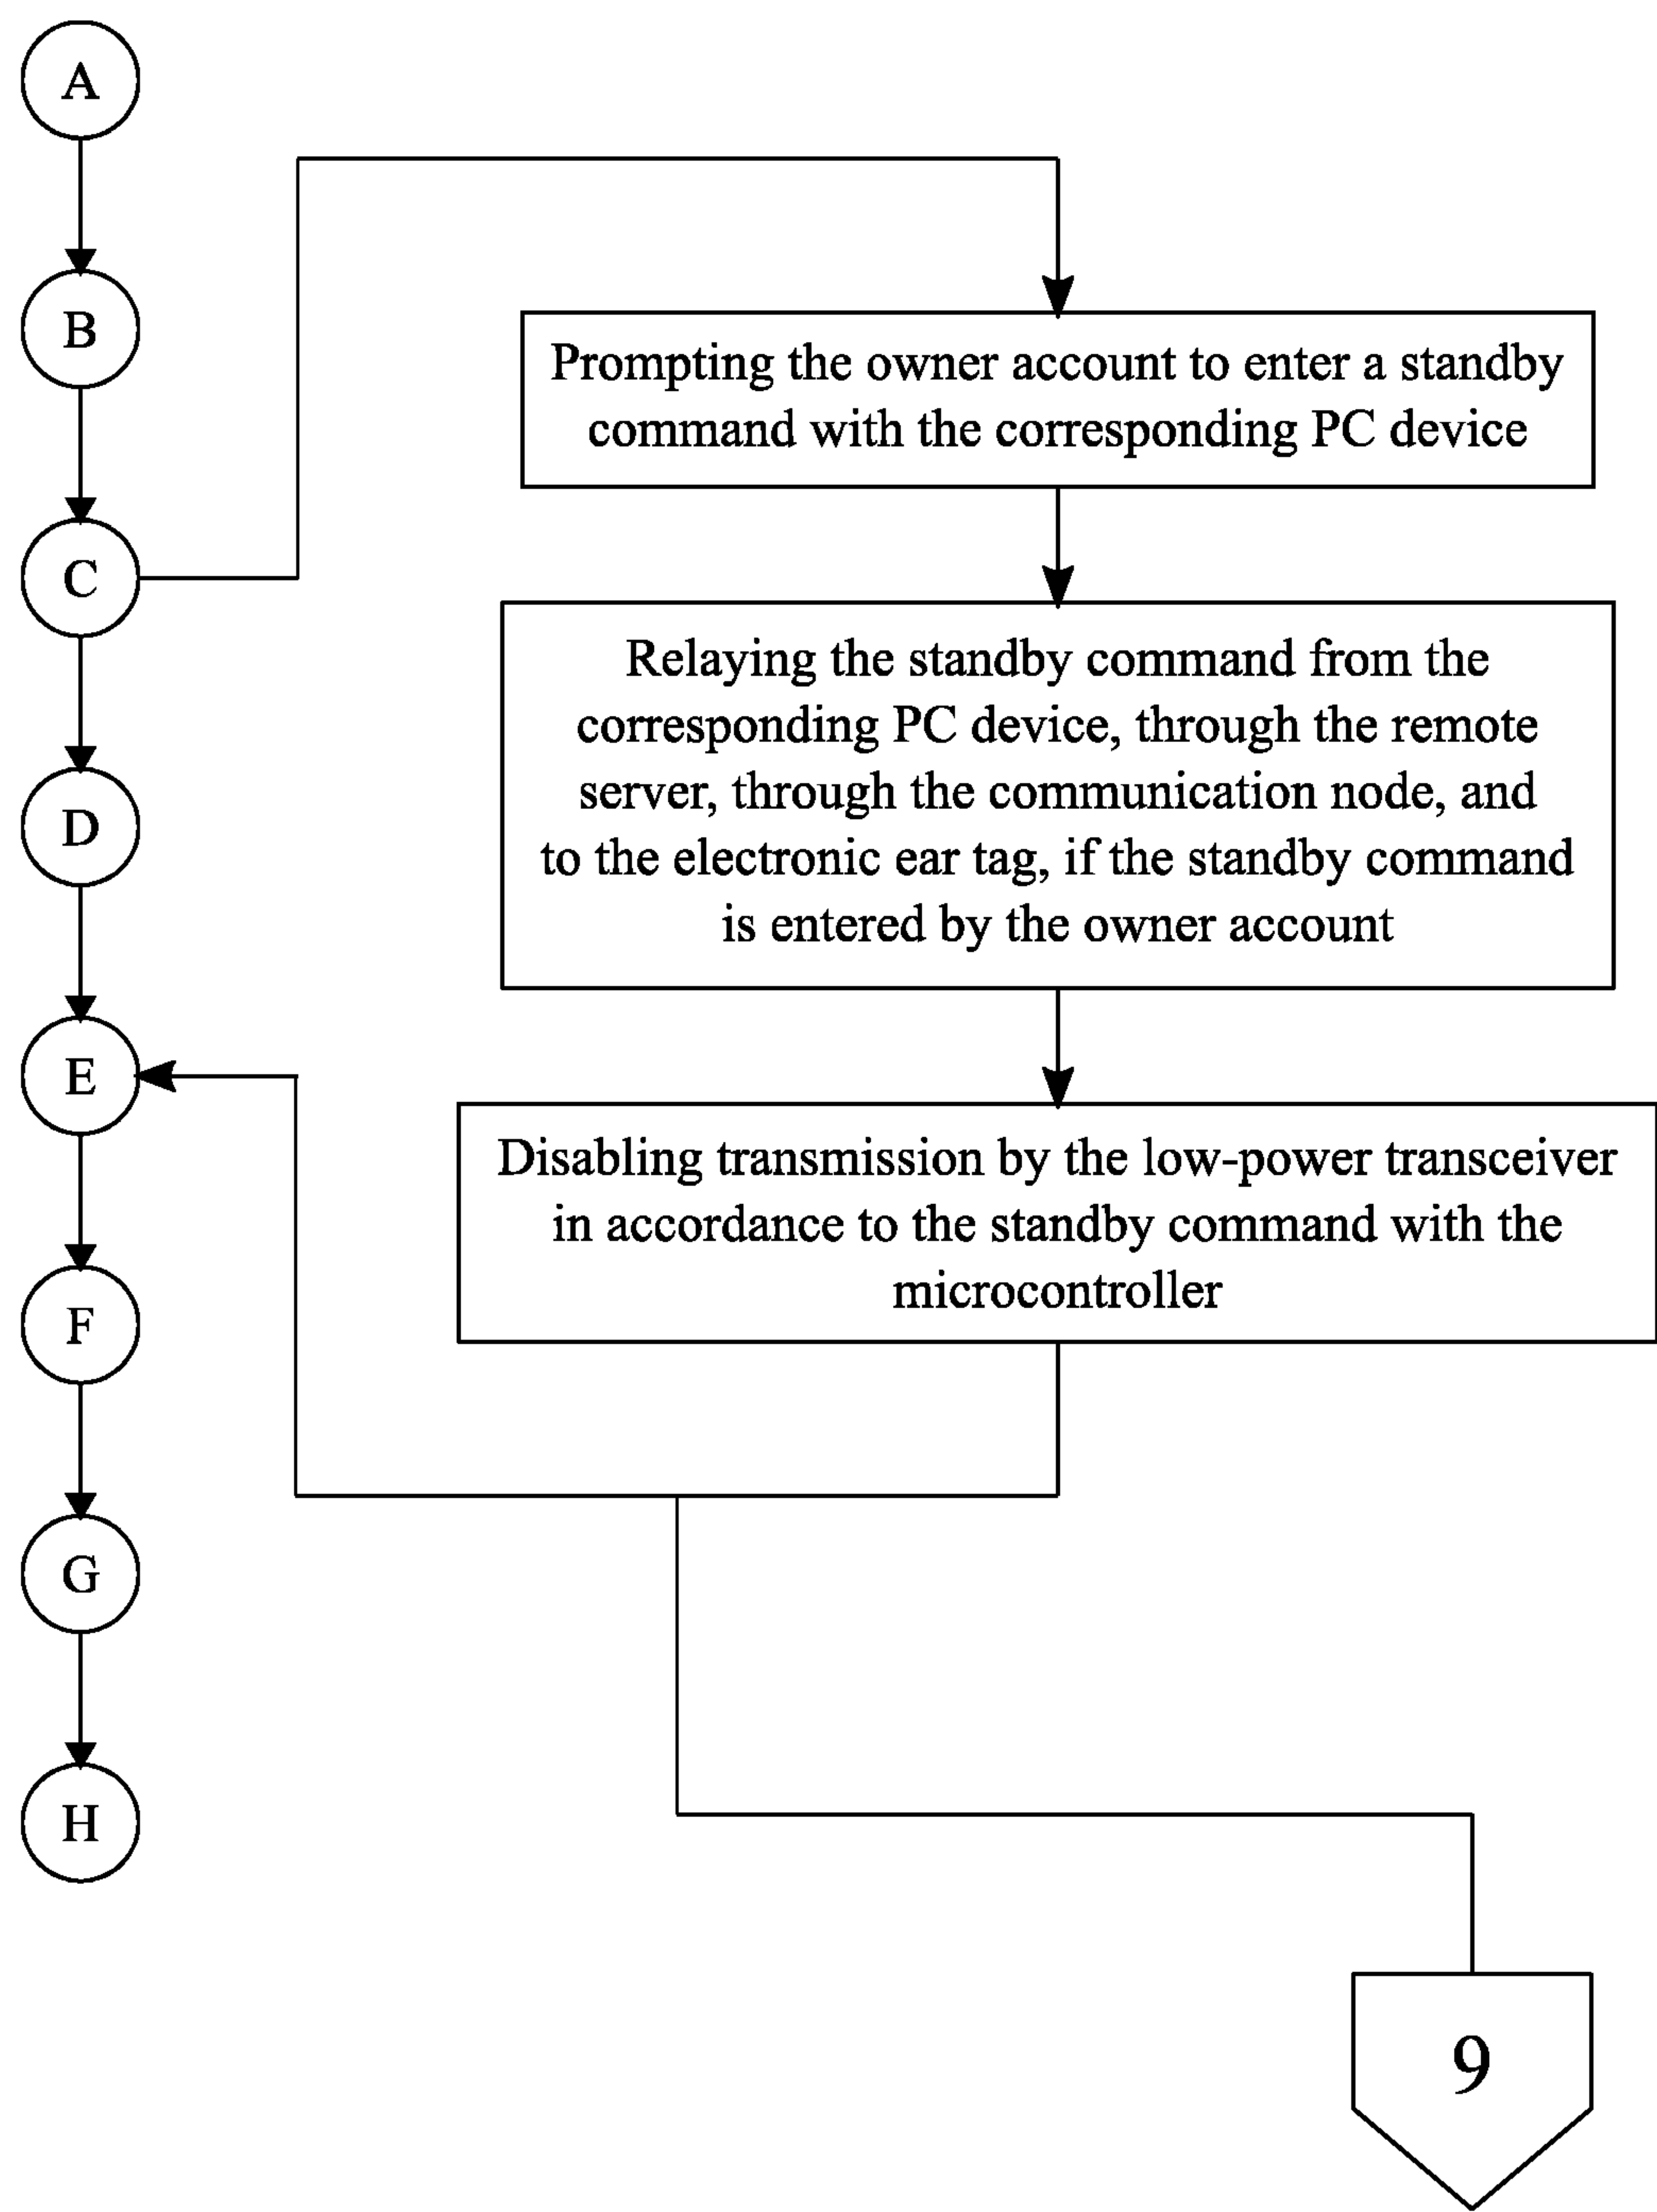 A
B
C
D
E
F
G
H
Prompting the owner account to enter a standby
command with the corresponding PC device
Relaying the standby command from the
corresponding PC device, through the remote
server, through the communication node, and
to the electronic ear tag, if the standby command
is entered by the owner account
Disabling transmission by the low-power transceiver
in accordance to the standby command with the
microcontroller
9